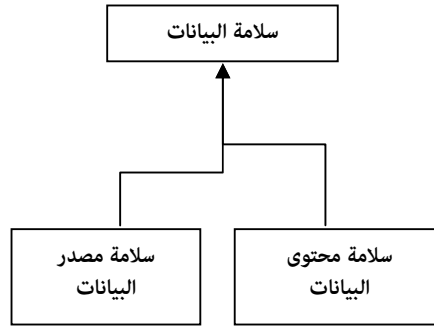 سلامة البيانات
سلامة محتوى
البيانات
سلامة مصدر
البيانات